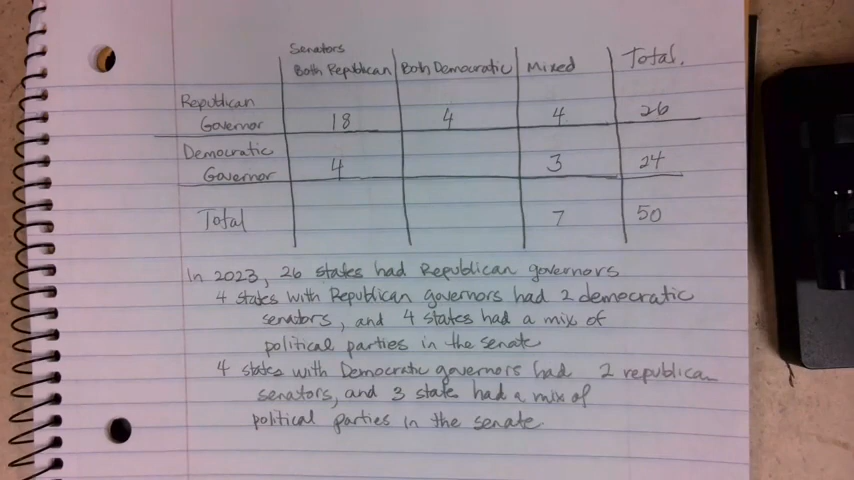 Senators
Both Republican Both Democratic Mixed Total.
Republican
Governor 18 4 4 26
Democratic
Governor 4 3 24
Total 7 50
In 2023, 26 states had Republican governors
4 states with Republican governors had 2 democratic
senators, and 4 states had a mix of
political parties in the senate
4 states with Democratic governors had 2 republican
senators, and 3 state had a mix of
political parties in the senate